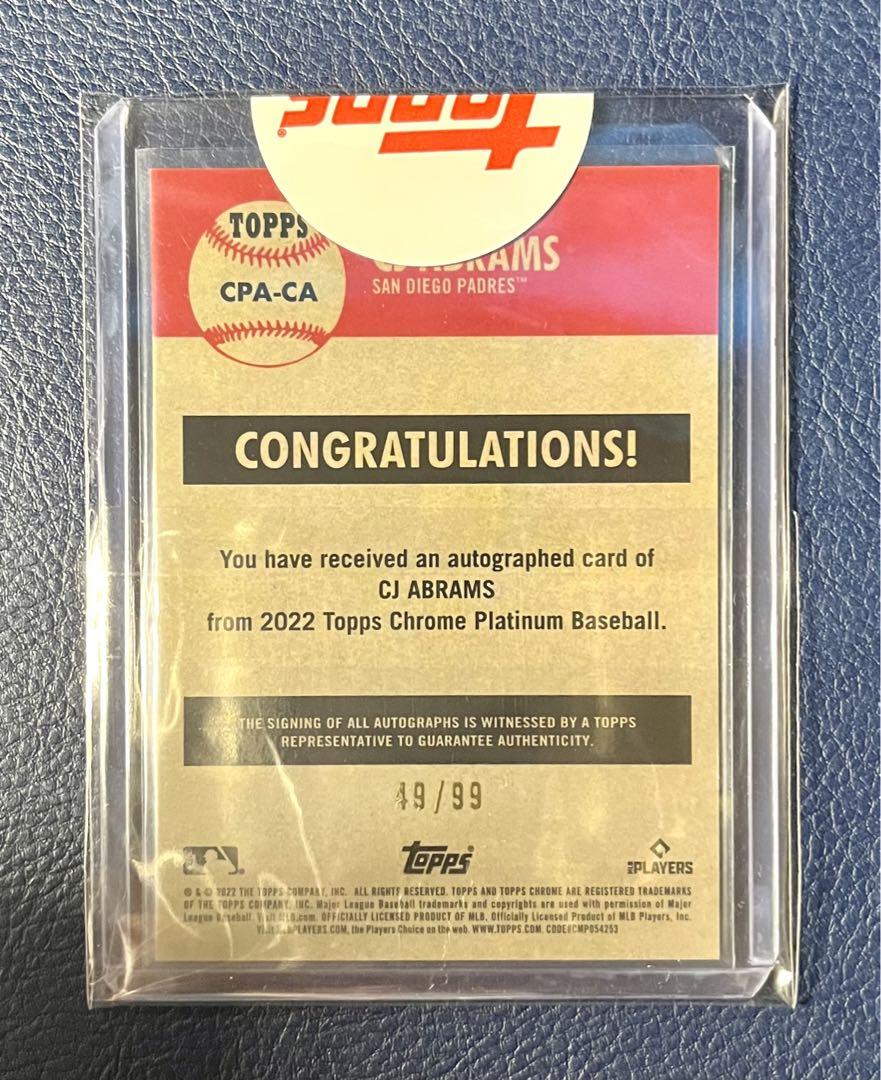 Topps
®
TOPPS
CPA-CA
CJ ABRAMS
SAN DIEGO PADRES™
CONGRATULATIONS!
You have received an autographed card of
CJ ABRAMS
from 2022 Topps Chrome Platinum Baseball.
THE SIGNING OF ALL AUTOGRAPHS IS WITNESSED BY A TOPPS
REPRESENTATIVE TO GUARANTEE AUTHENTICITY.
49/99
topps
MLB PLAYERS
® & © 2022 THE TOPPS COMPANY, INC. ALL RIGHTS RESERVED. TOPPS AND TOPPS CHROME ARE REGISTERED TRADEMARKS
OF THE TOPPS COMPANY, INC. Major League Baseball trademarks and copyrights are used with permission of Major
League Baseball. Visit MLB.com. OFFICIALLY LICENSED PRODUCT OF MLB. Officially Licensed Product of MLB Players, Inc.
Visit MLBPLAYERS.COM, the Players Choice on the web. WWW.TOPPS.COM. CODE#CMP054253